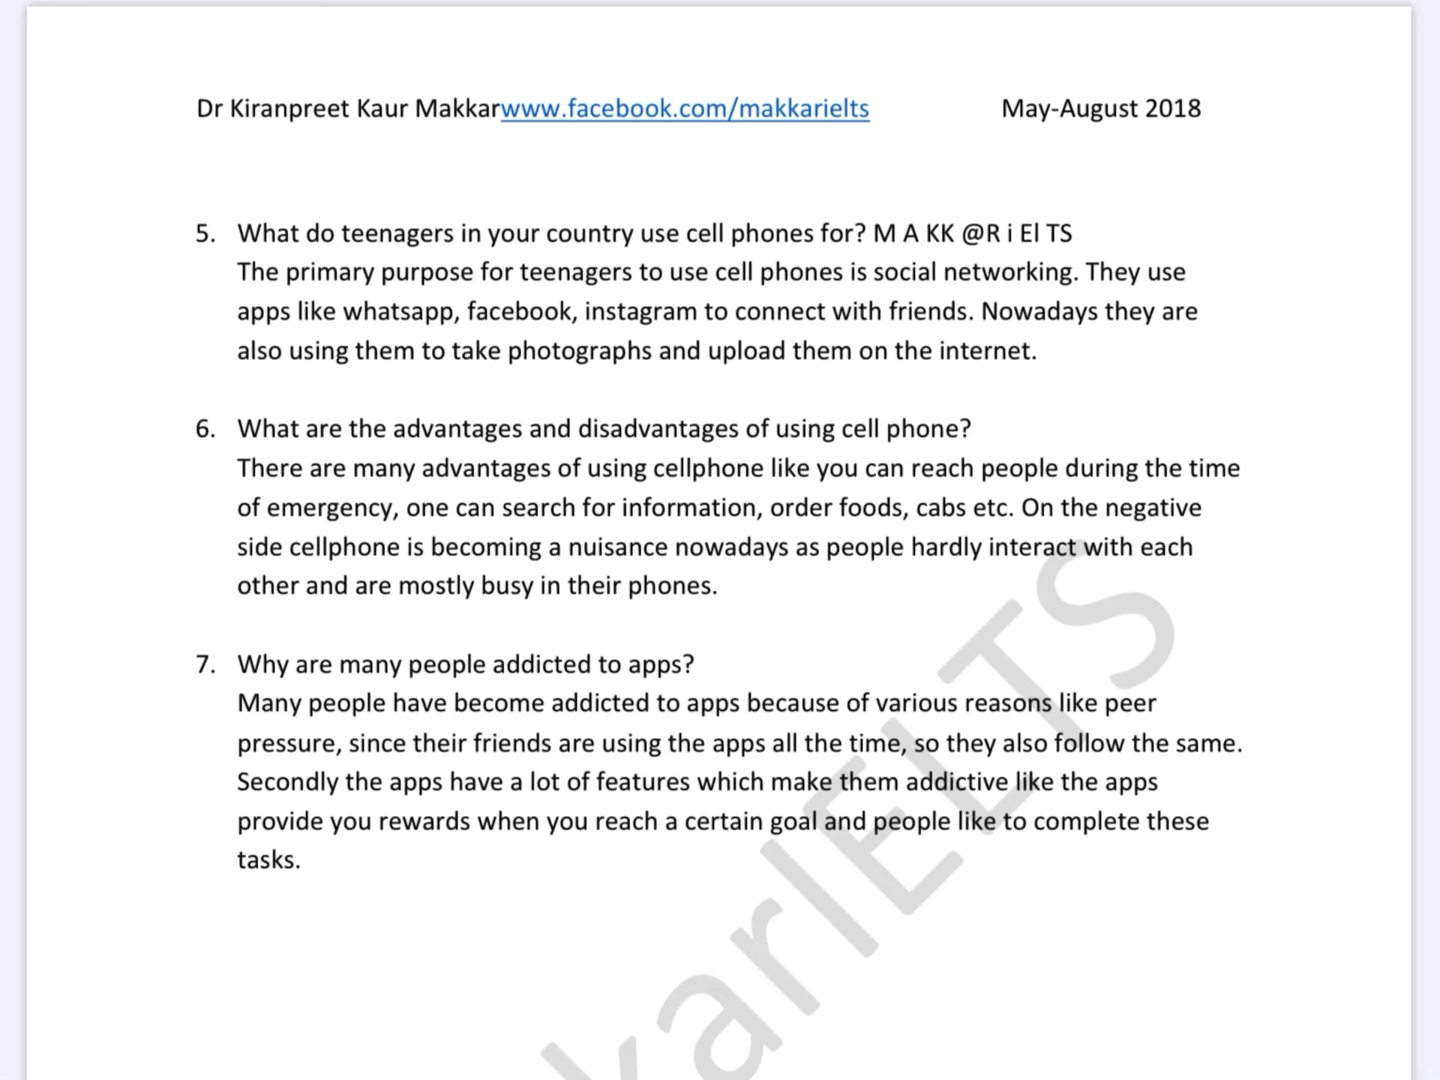 Dr Kiranpreet Kaur Makkarwww.facebook.com/makkarielts May-August 2018
5. What do teenagers in your country use cell phones for? M A KK @R i El TS
The primary purpose for teenagers to use cell phones is social networking. They use
apps like whatsapp, facebook, instagram to connect with friends. Nowadays they are
also using them to take photographs and upload them on the internet.
6. What are the advantages and disadvantages of using cell phone?
There are many advantages of using cellphone like you can reach people during the time
of emergency, one can search for information, order foods, cabs etc. On the negative
side cellphone is becoming a nuisance nowadays as people hardly interact with each
other and are mostly busy in their phones.
7. Why are many people addicted to apps?
Many people have become addicted to apps because of various reasons like peer
pressure, since their friends are using the apps all the time, so they also follow the same.
Secondly the apps have a lot of features which make them addictive like the apps
provide you rewards when you reach a certain goal and people like to complete these
tasks.
karIELTS